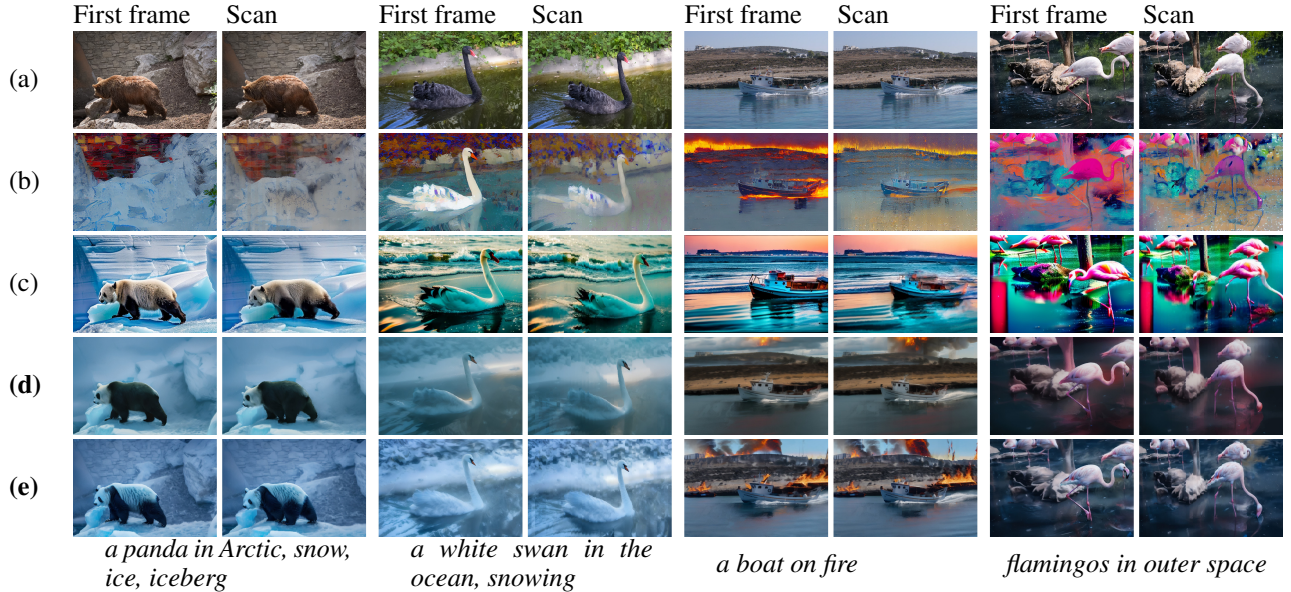 First frame Scan First frame Scan First frame Scan First frame Scan
(a)
(b)
(c)
(d)
(e)
a panda in Arctic, snow,
ice, iceberg
a white swan in the
ocean, snowing
a boat on fire
flamingos in outer space